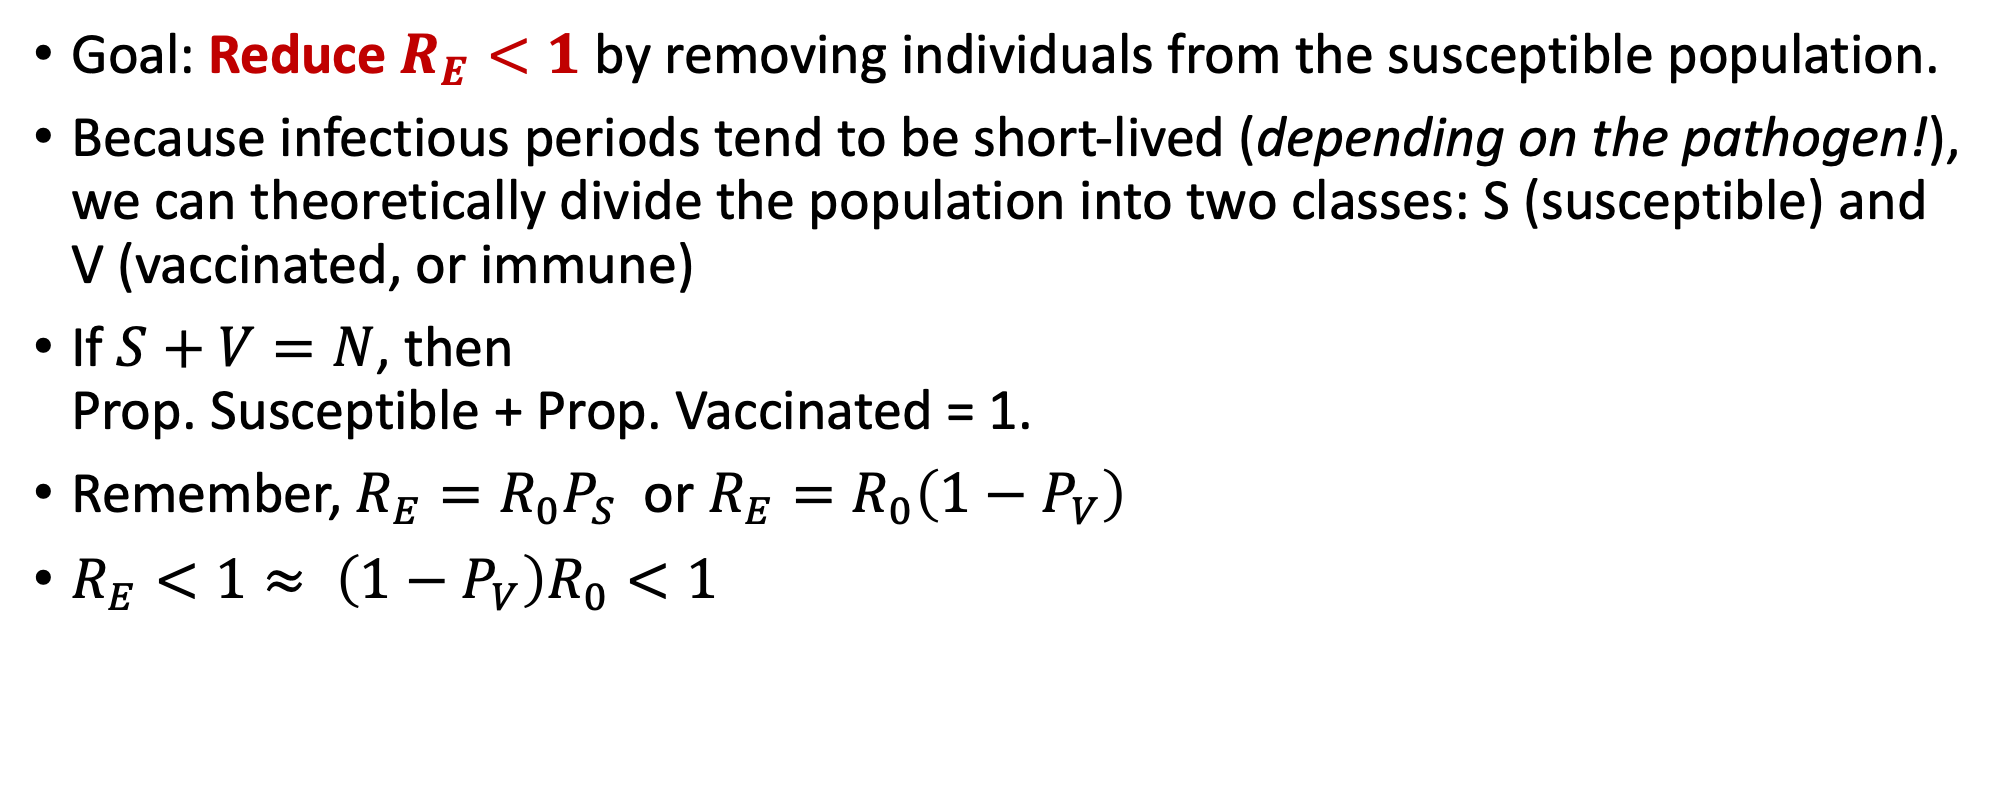 • Goal: Reduce R_E < 1 by removing individuals from the susceptible population.
• Because infectious periods tend to be short-lived (depending on the pathogen!),
we can theoretically divide the population into two classes: S (susceptible) and
V (vaccinated, or immune)
• If S + V = N, then
Prop. Susceptible + Prop. Vaccinated = 1.
• Remember, R_E = R_0P_S or R_E = R_0(1 − P_V)
• R_E < 1 ≈ (1 − P_V)R_0 < 1